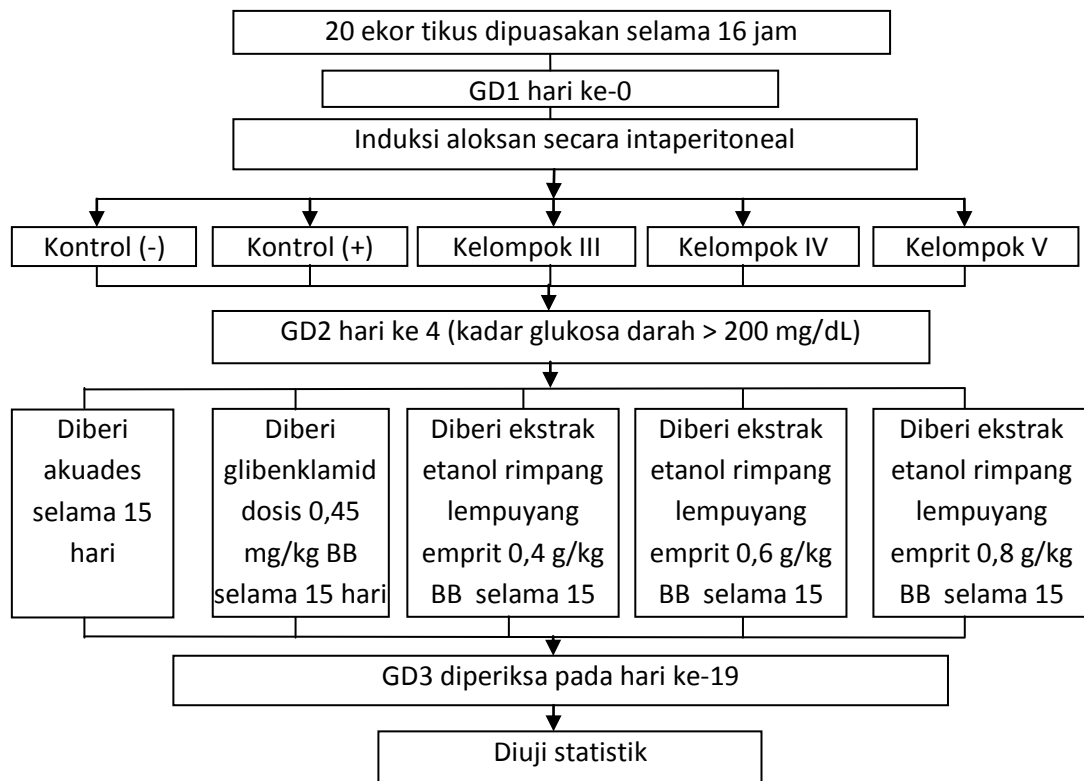 20 ekor tikus dipuasakan selama 16 jam
GD1 hari ke-0
Induksi aloksan secara intaperitoneal
Kontrol (-)
Kontrol (+)
Kelompok III
Kelompok IV
Kelompok V
GD2 hari ke 4 (kadar glukosa darah > 200 mg/dL)
Diberi
akuades
selama 15
hari
Diberi
glibenklamid
dosis 0,45
mg/kg BB
selama 15 hari
Diberi ekstrak
etanol rimpang
lempuyang
emprit 0,4 g/kg
BB selama 15
Diberi ekstrak
etanol rimpang
lempuyang
emprit 0,6 g/kg
BB selama 15
Diberi ekstrak
etanol rimpang
lempuyang
emprit 0,8 g/kg
BB selama 15
GD3 diperiksa pada hari ke-19
Diuji statistik